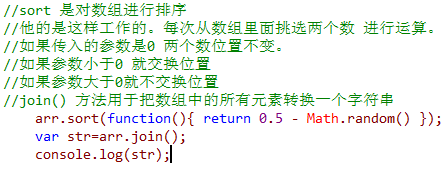 //sort 是对数组进行排序
//他的是这样工作的。每次从数组里面挑选两个数 进行运算。
//如果传入的参数是0 两个数位置不变。
//如果参数小于0 就交换位置
//如果参数大于0就不交换位置
//join() 方法用于把数组中的所有元素转换一个字符串
arr.sort(function(){ return 0.5 - Math.random() });
var str=arr.join();
console.log(str);